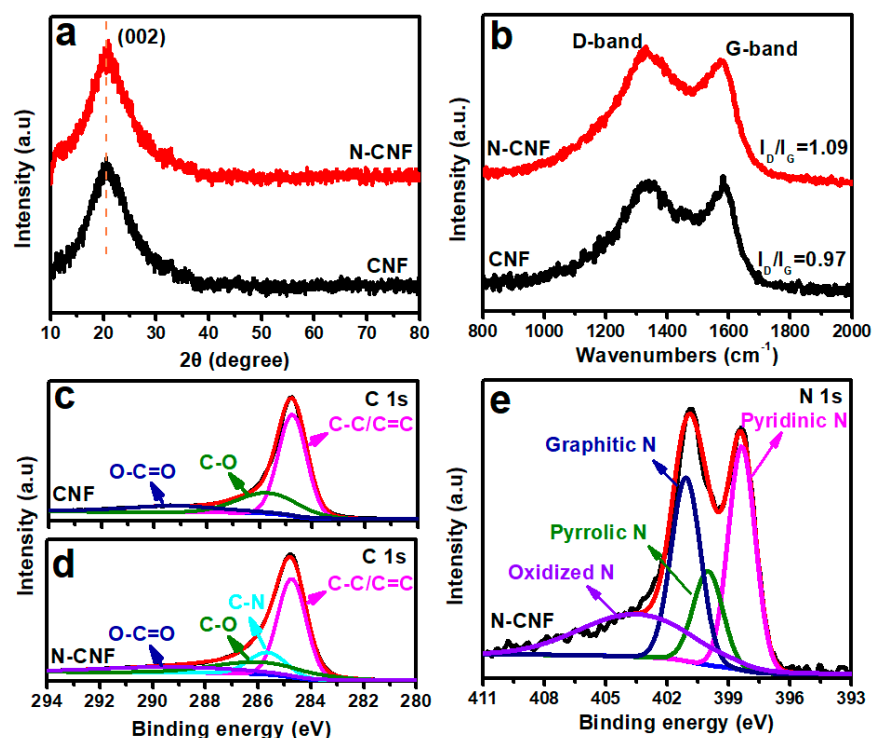 a
(002)
N-CNF
CNF
Intensity (a.u)
10 20 30 40 50 60 70 80
2θ (degree)
b
D-band
G-band
N-CNF
I_D/I_G=1.09
CNF
I_D/I_G=0.97
Intensity (a.u.)
800 1000 1200 1400 1600 1800 2000
Wavenumbers (cm⁻¹)
c
C 1s
C-C/C=C
C-O
O-C=O
CNF
d
C 1s
C-C/C=C
C-N
C-O
O-C=O
N-CNF
Intensity (a.u)
294 292 290 288 286 284 282 280
Binding energy (eV)
e
N 1s
Pyridinic N
Graphitic N
Pyrrolic N
Oxidized N
N-CNF
Intensity (a.u)
411 408 405 402 399 396 393
Binding energy (eV)